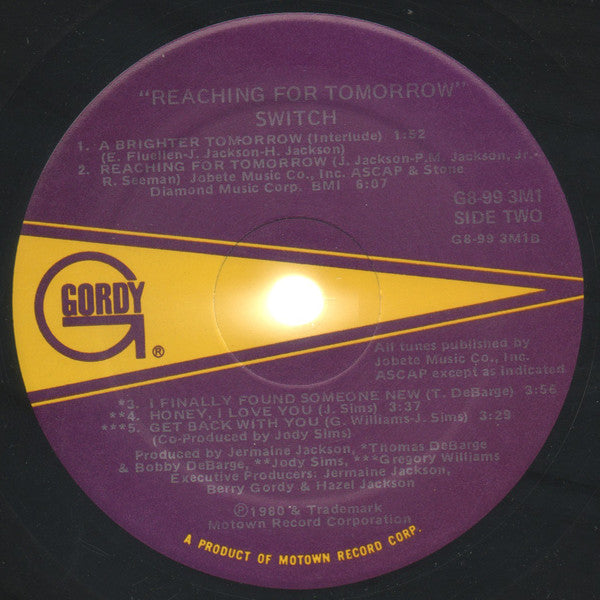 "REACHING FOR TOMORROW"
SWITCH
1. A BRIGHTER TOMORROW (Interlude) 1:52
(E. Fluellen-J. Jackson-H. Jackson)
2. REACHING FOR TOMORROW (J. Jackson-P.M. Jackson, Jr.-
R. Seeman) Jobete Music Co., Inc. ASCAP & Stone
Diamond Music Corp. BMI 6:07
G8-99 3M1
SIDE TWO
G8-99 3M1B
GORDY
®
All tunes published by
Jobete Music Co., Inc.
ASCAP except as indicated
*3. I FINALLY FOUND SOMEONE NEW (T. DeBarge) 3:56
**4. HONEY, I LOVE YOU (J. Sims) 3:37
***5. GET BACK WITH YOU (G. Williams-J. Sims) 3:29
(Co-Produced by Jody Sims)
Produced by Jermaine Jackson, *Thomas DeBarge
& Bobby DeBarge, **Jody Sims, ***Gregory Williams
Executive Producers: Jermaine Jackson,
Berry Gordy & Hazel Jackson
Ⓟ1980 & Trademark
Motown Record Corporation
A PRODUCT OF MOTOWN RECORD CORP.